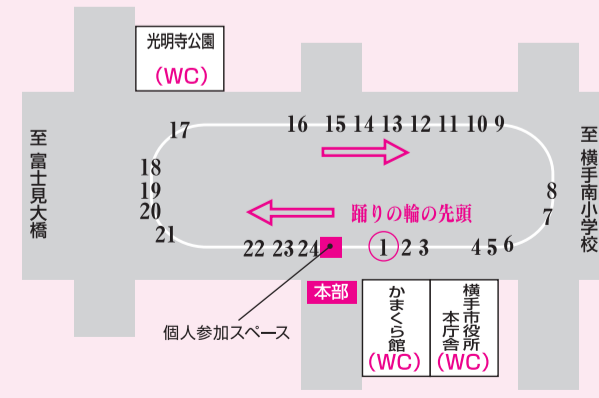 光明寺公園
(WC)
17
16 15 14 13 12 11 10 9
至 富士見大橋
至 横手南小学校
18
19
20
21
8
7
踊りの輪の先頭
22 23 24
1 2 3
4 5 6
本部
個人参加スペース
かまくら館
(WC)
横手市役所
本庁舎
(WC)